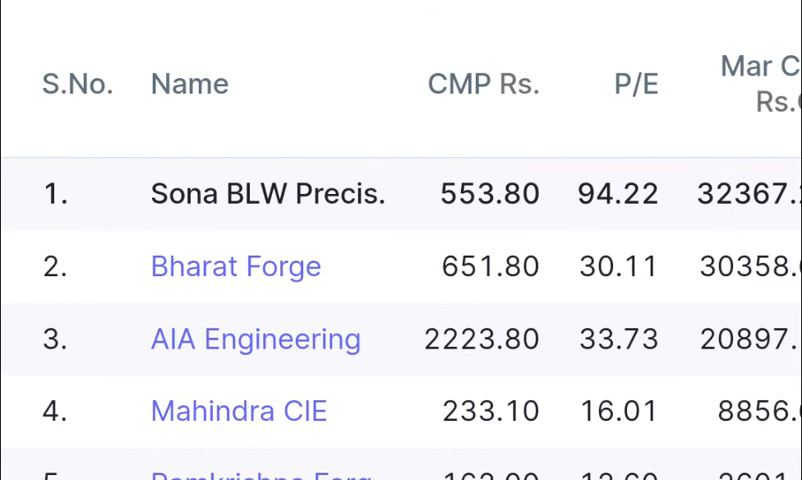 S.No. Name CMP Rs. P/E Mar C
Rs.
1. Sona BLW Precis. 553.80 94.22 32367.
2. Bharat Forge 651.80 30.11 30358.
3. AIA Engineering 2223.80 33.73 20897.
4. Mahindra CIE 233.10 16.01 8856.